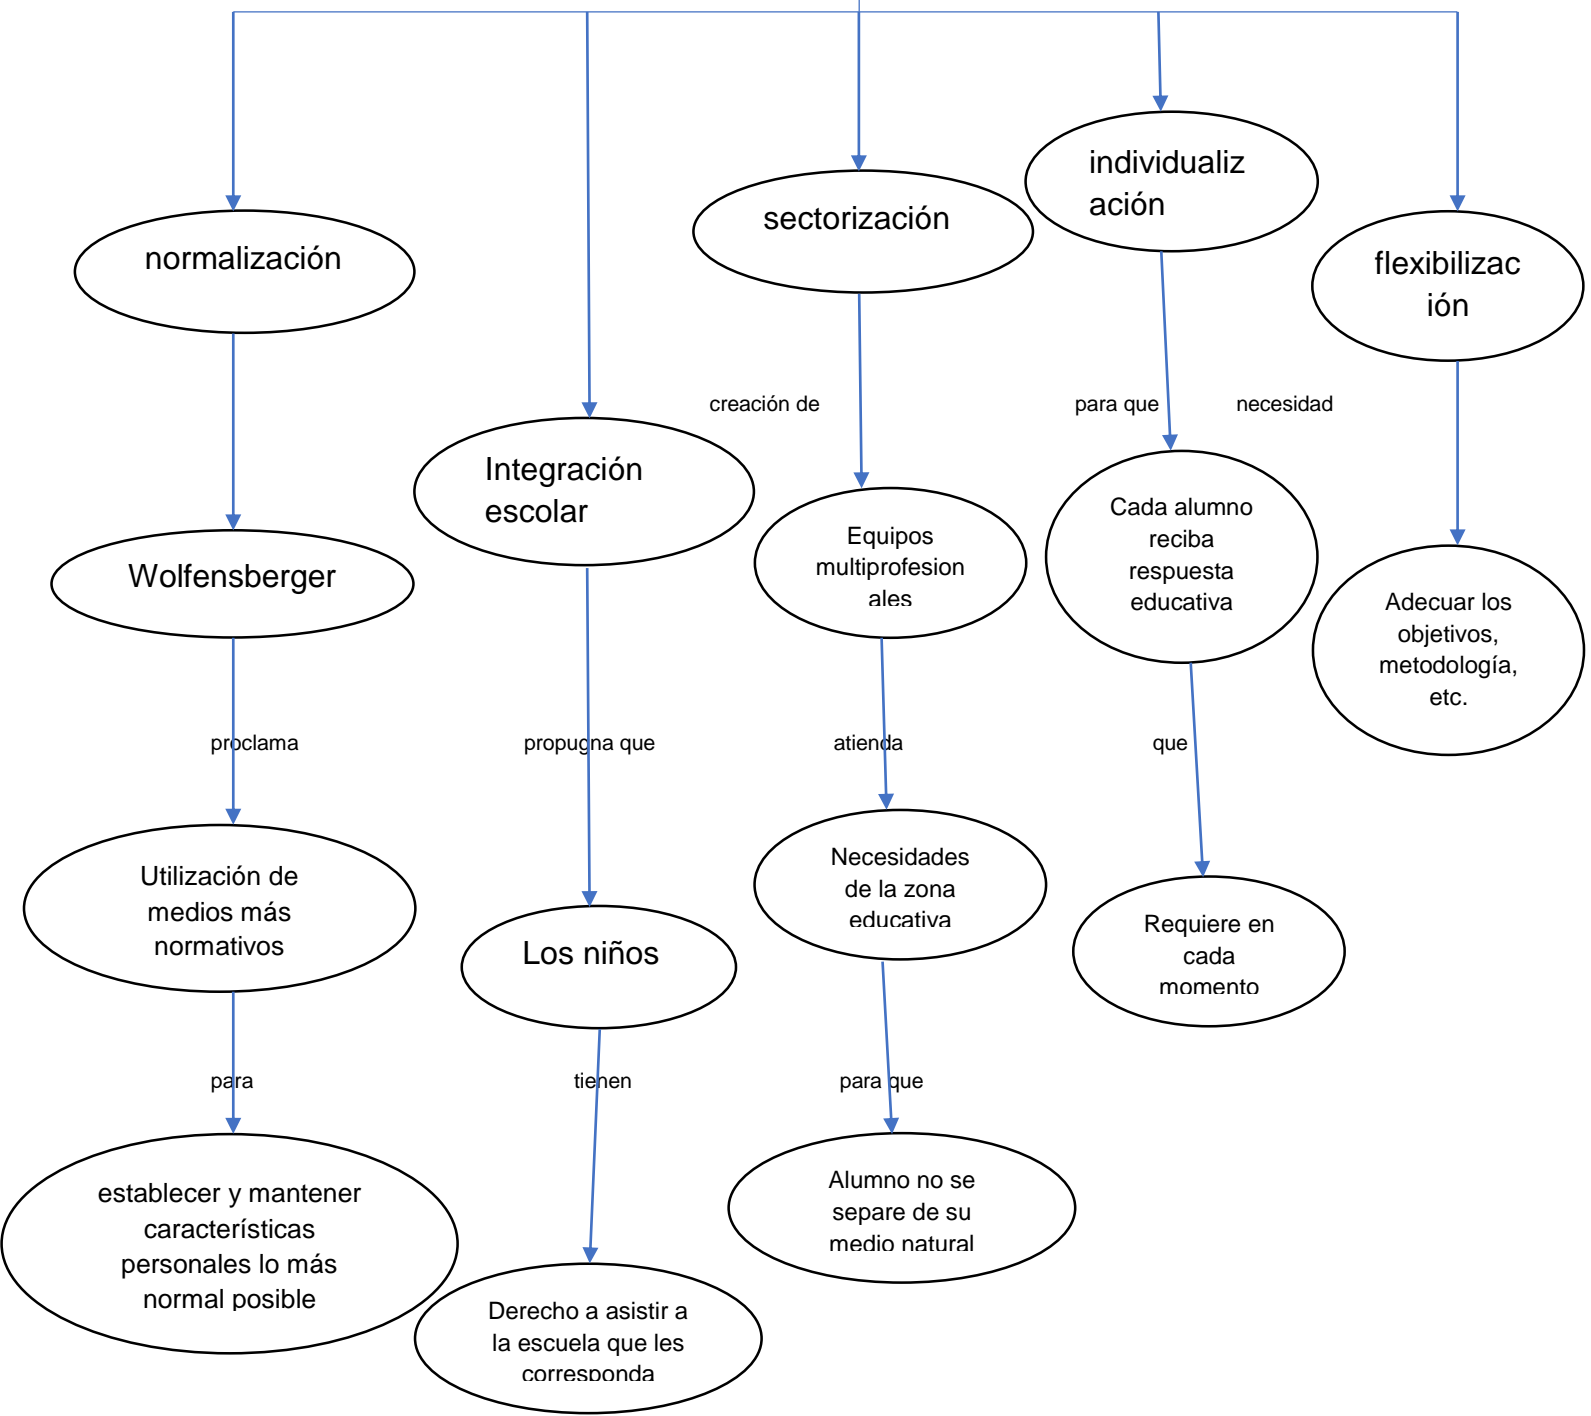 normalización
Wolfensberger
proclama
Utilización de
medios más
normativos
para
establecer y mantener
características
personales lo más
normal posible
Integración
escolar
propugna que
Los niños
tienen
Derecho a asistir a
la escuela que les
corresponda
sectorización
creación de
Equipos
multiprofesion
ales
atienda
Necesidades
de la zona
educativa
para que
Alumno no se
separe de su
medio natural
individualiz
ación
para que
Cada alumno
reciba
respuesta
educativa
que
Requiere en
cada
momento
flexibilizac
ión
necesidad
Adecuar los
objetivos,
metodología,
etc.